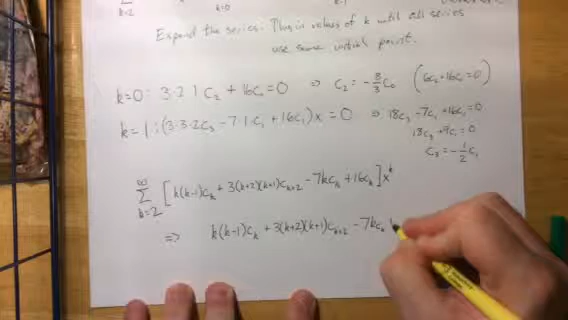 k=2 k=0 k=1
Expand the series. Plug in values of k until all series
use same initial point.
k=0: 3·2·1 c₂ + 16c₀ = 0 ⇒ c₂ = -8/3 c₀ (6c₂+16c₀=0)
k=1: (3·3·2c₃ - 7·1·c₁ + 16c₁)x = 0 ⇒ 18c₃ - 7c₁ + 16c₁ = 0
18c₃ + 9c₁ = 0
c₃ = -1/2 c₁
∞
Σ [k(k-1)cₖ + 3(k+2)(k+1)cₖ₊₂ - 7kcₖ + 16cₖ]xᵏ
k=2
⇒ k(k-1)cₖ + 3(k+2)(k+1)cₖ₊₂ - 7kcₖ